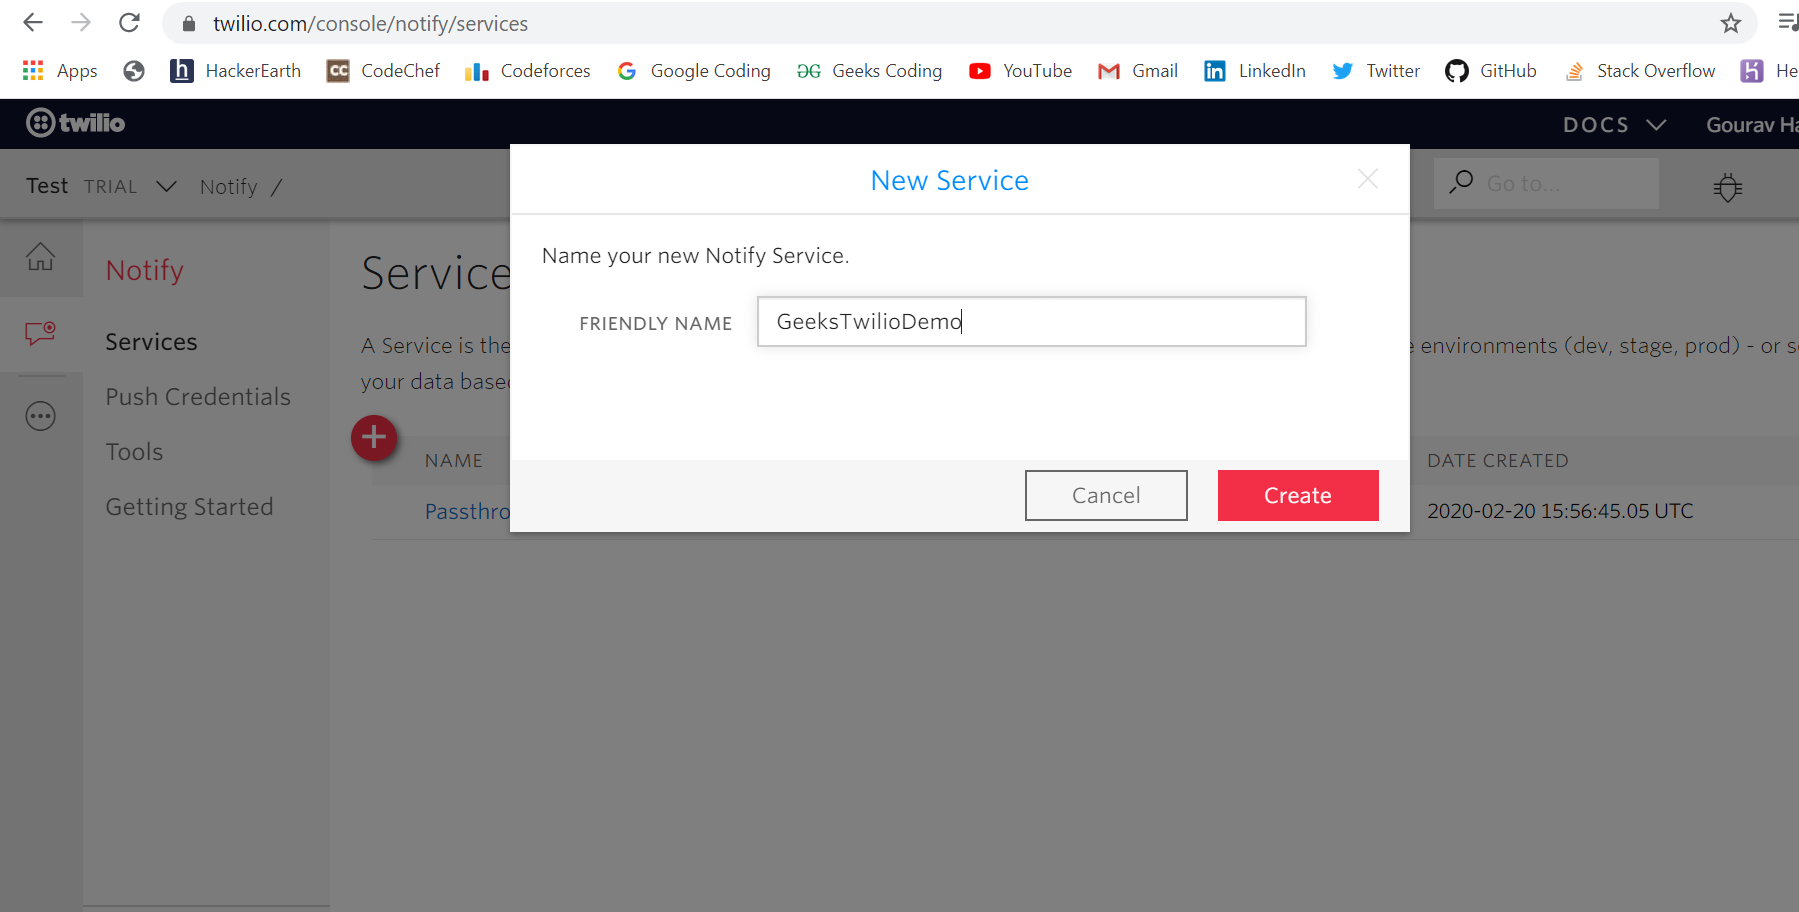 twilio.com/console/notify/services
Apps HackerEarth CodeChef Codeforces Google Coding Geeks Coding YouTube Gmail LinkedIn Twitter GitHub Stack Overflow He
twilio DOCS Gourav Ha
Test TRIAL Notify / Go to...
New Service
Name your new Notify Service.
FRIENDLY NAME GeeksTwilioDemo
Cancel Create
Notify
Services
Push Credentials
Tools
Getting Started
Service
A Service is the e environments (dev, stage, prod) - or s
your data base
NAME DATE CREATED
Passthro 2020-02-20 15:56:45.05 UTC